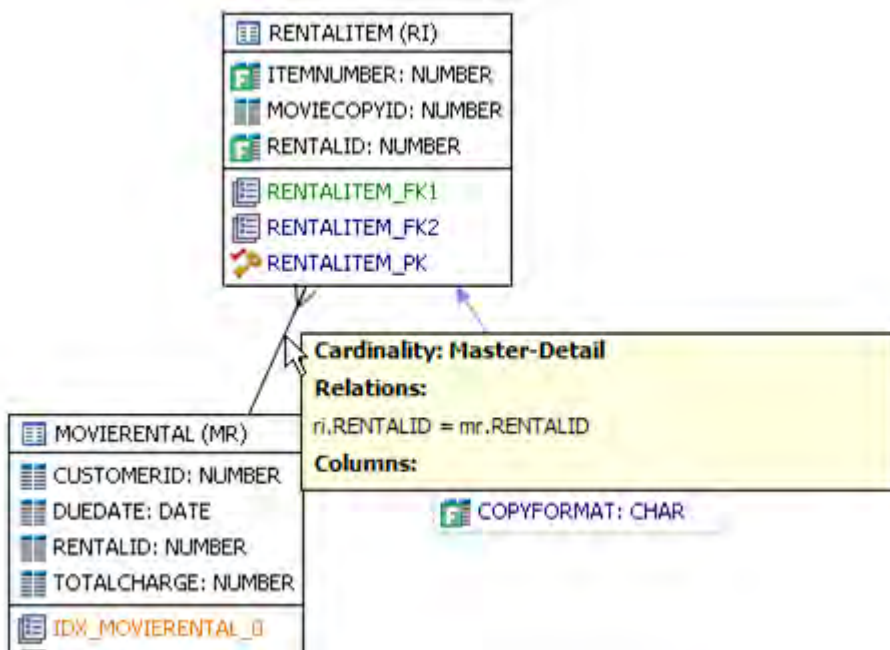 RENTALITEM (RI)
ITEMNUMBER: NUMBER
MOVIECOPYID: NUMBER
RENTALID: NUMBER
RENTALITEM_FK1
RENTALITEM_FK2
RENTALITEM_PK
Cardinality: Master-Detail
Relations:
ri.RENTALID = mr.RENTALID
Columns:
MOVIERENTAL (MR)
CUSTOMERID: NUMBER
DUEDATE: DATE
RENTALID: NUMBER
TOTALCHARGE: NUMBER
IDX_MOVIERENTAL_0
COPYFORMAT: CHAR